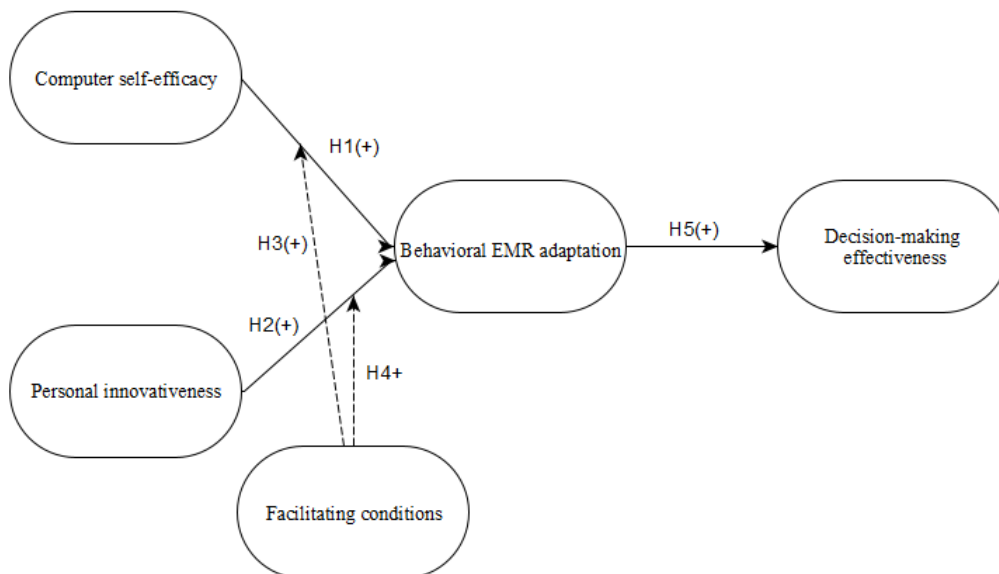 Computer self-efficacy
H1(+)
H3(+)
Behavioral EMR adaptation
H5(+)
Decision-making
effectiveness
H2(+)
H4+
Personal innovativeness
Facilitating conditions